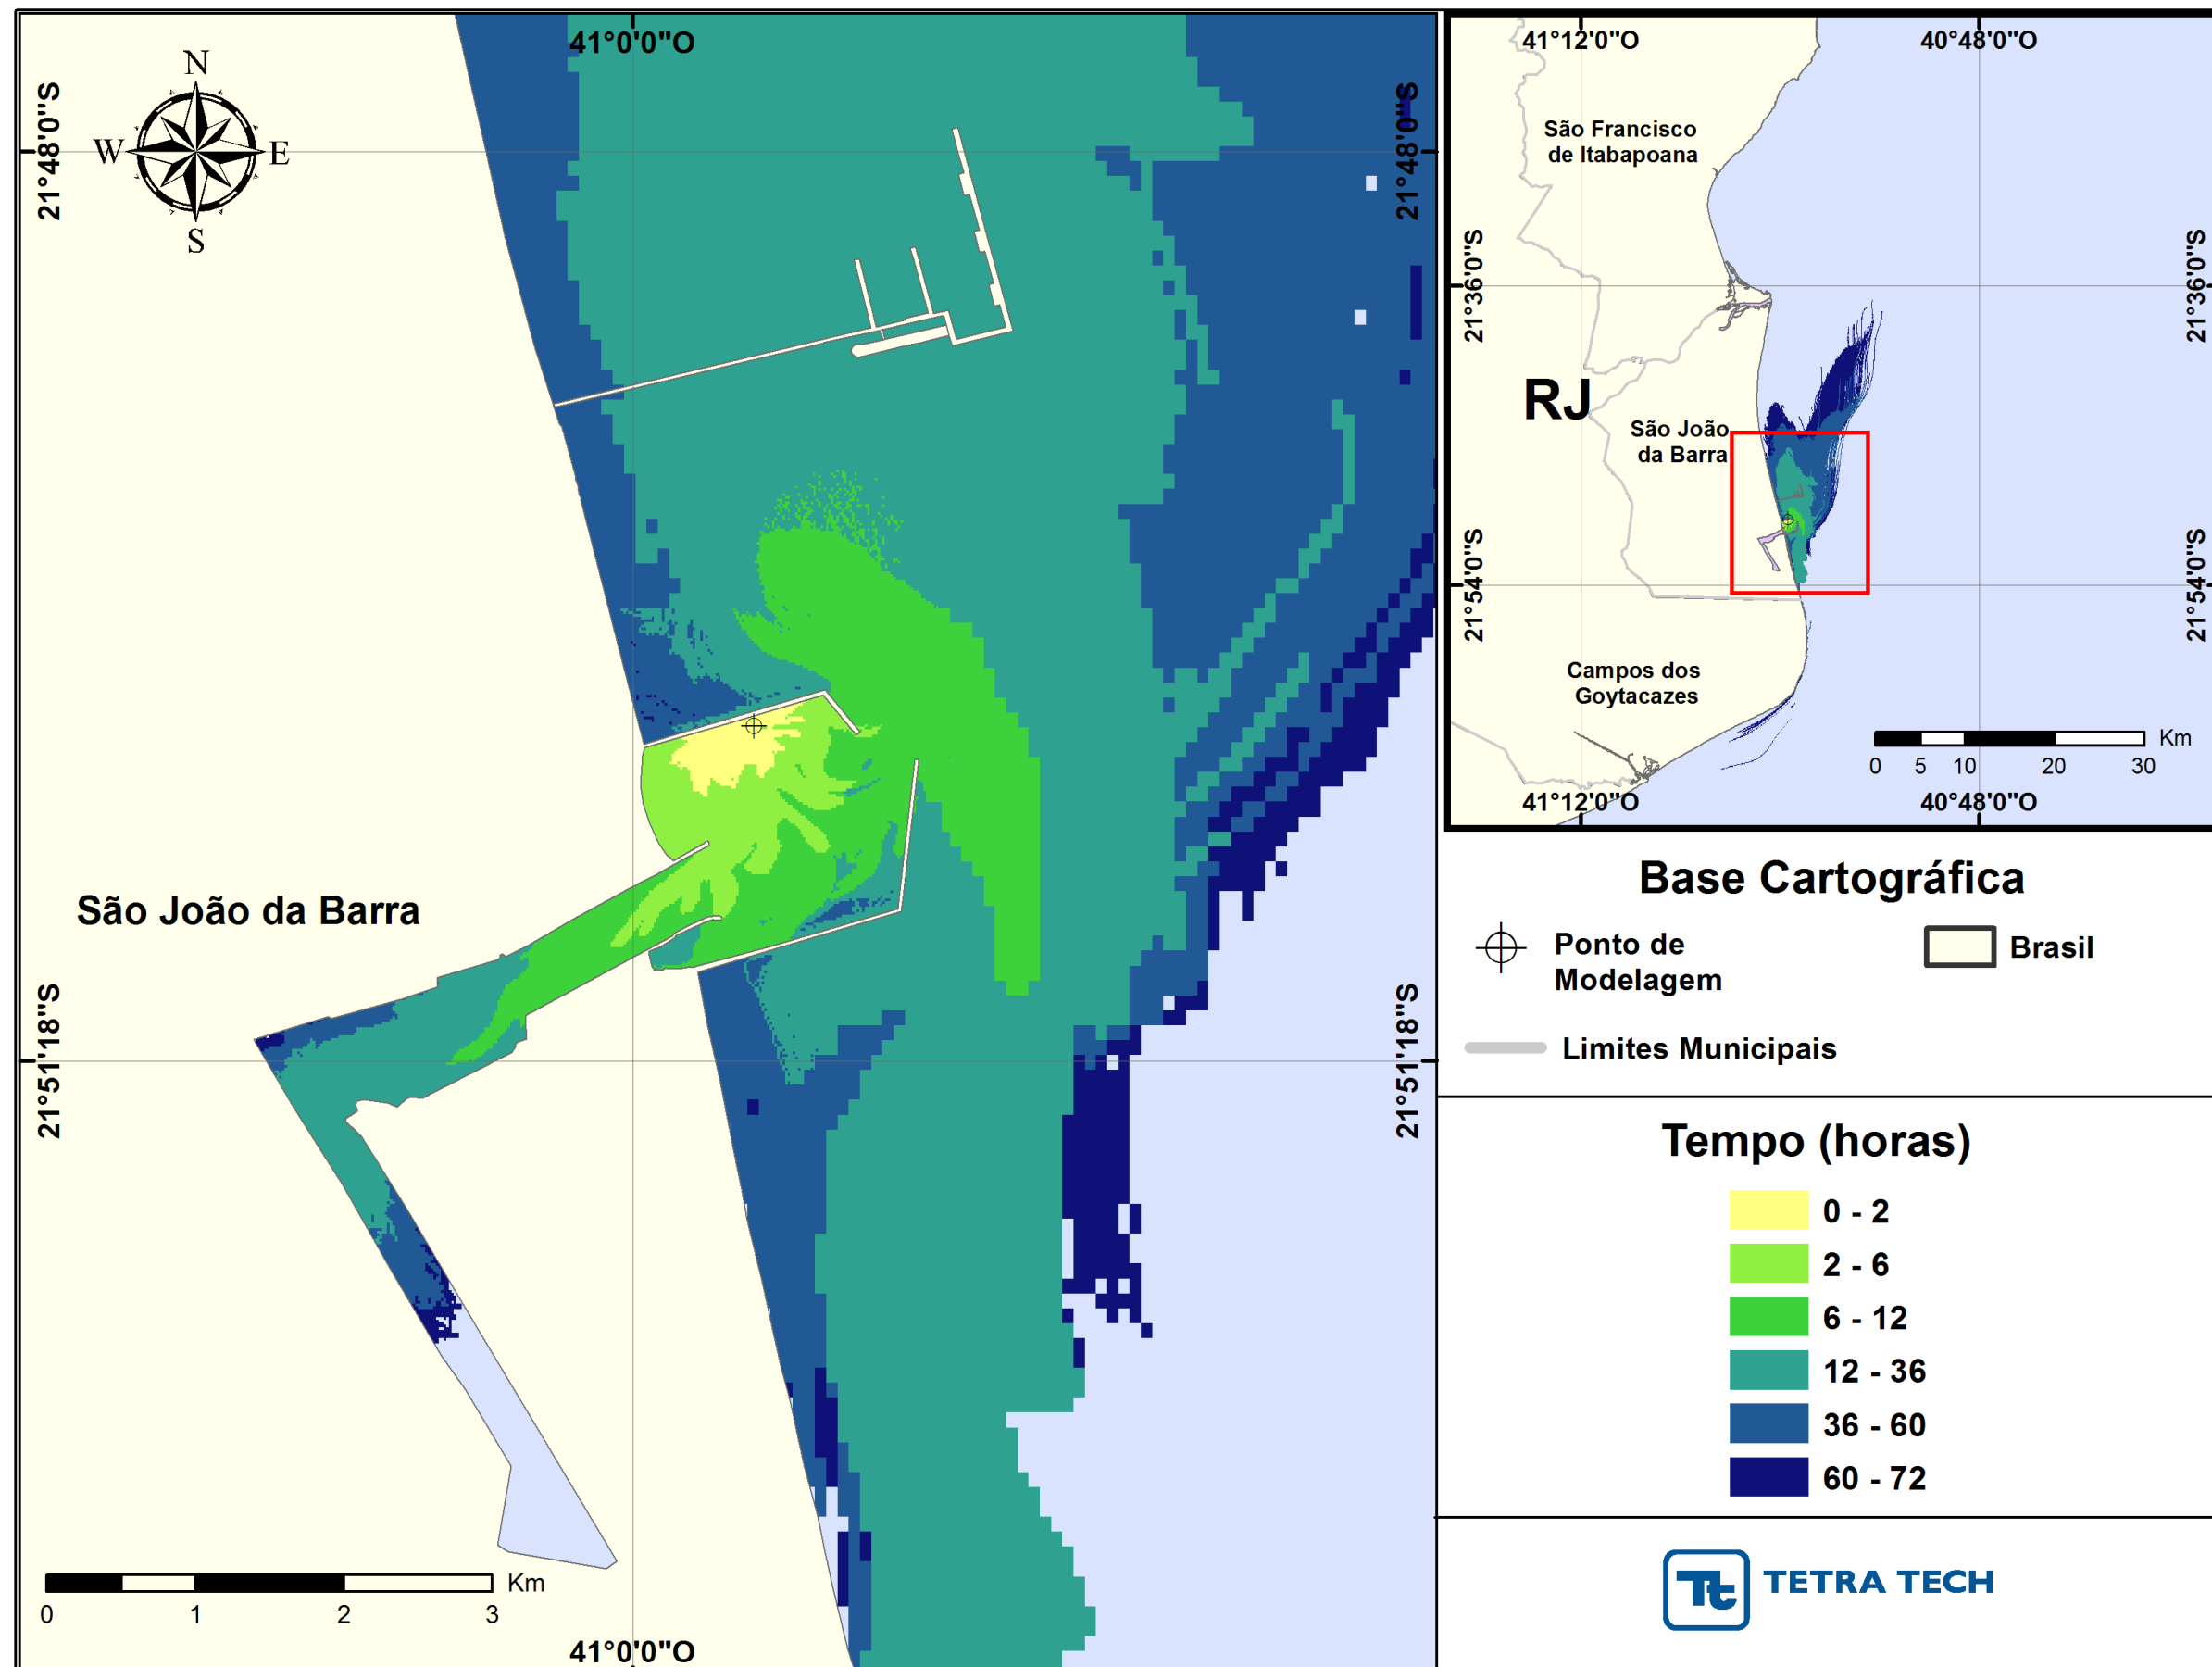 41°0'0"O
N
W
E
S
21°48'0"S
21°48'0"S
São João da Barra
21°51'18"S
21°51'18"S
Km
0
1
2
3
41°0'0"O
41°12'0"O
40°48'0"O
São Francisco
de Itabapoana
21°36'0"S
21°36'0"S
RJ
São João
da Barra
21°54'0"S
21°54'0"S
Campos dos
Goytacazes
Km
0
5
10
20
30
41°12'0"O
40°48'0"O
Base Cartográfica
Ponto de
Modelagem
Brasil
Limites Municipais
Tempo (horas)
0 - 2
2 - 6
6 - 12
12 - 36
36 - 60
60 - 72
Tt
TETRA TECH